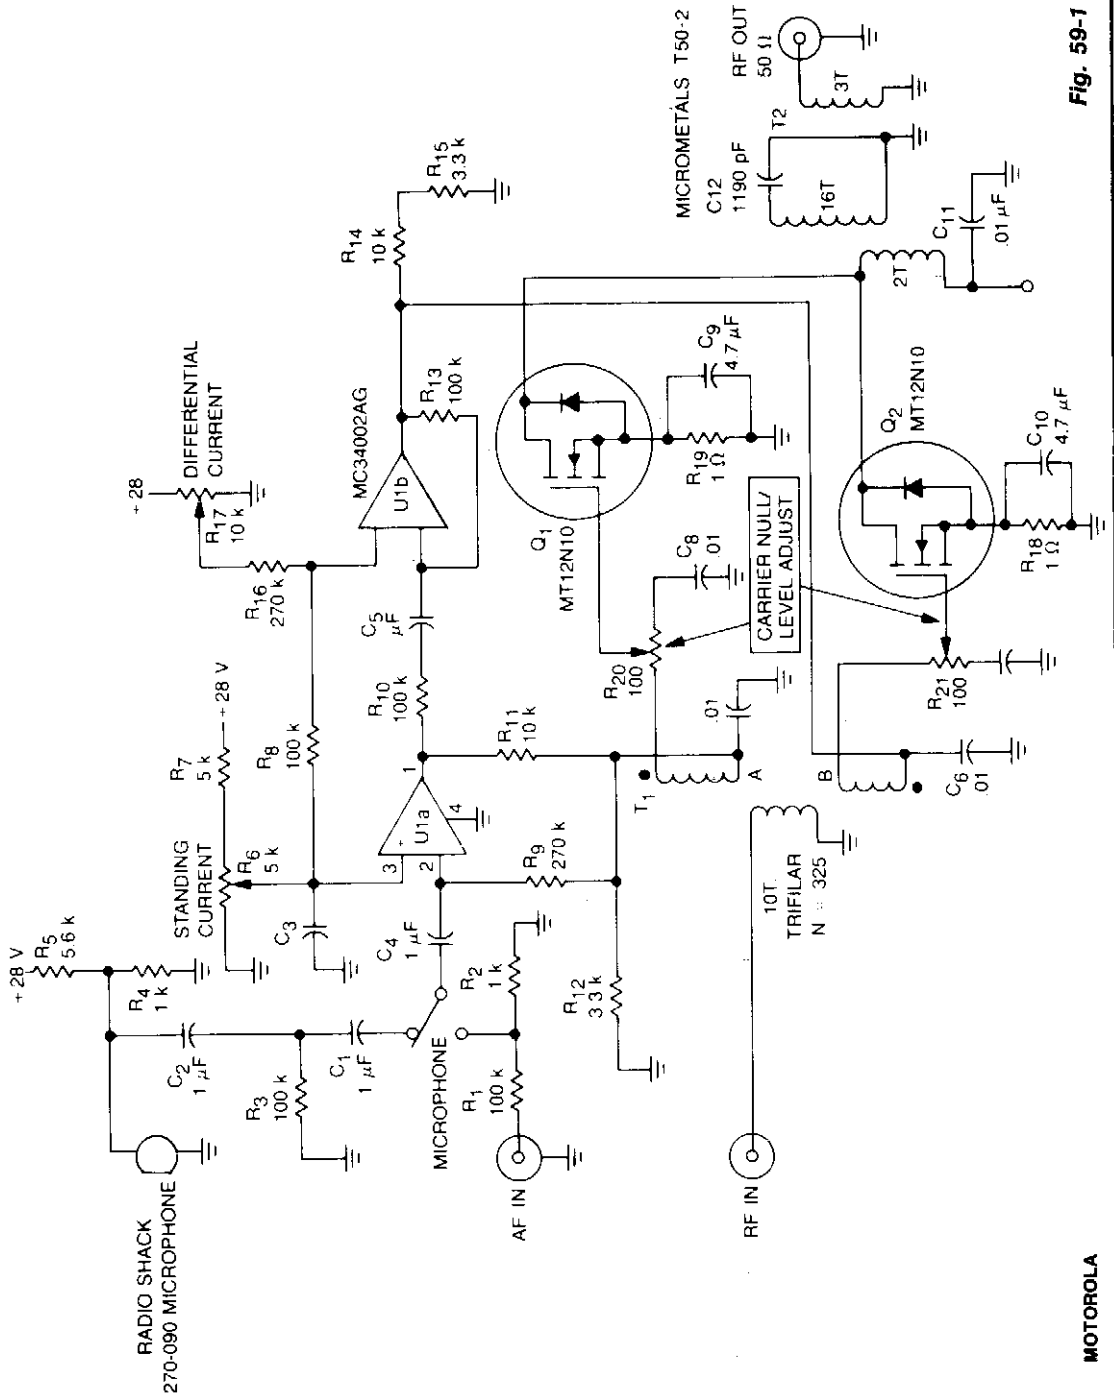 RADIO SHACK
270-090 MICROPHONE
+28 V
R5
5.6 k
R4
1 k
C2
1 µF
R3
100 k
C1
1 µF
MICROPHONE
AF IN
R1
100 k
R2
1 k
STANDING
CURRENT
R6
5 k
R7
5 k
+28 V
C3
C4
1 µF
3
2
+
U1a
4
1
R8
100 k
R9
270 k
R12
3.3 k
R10
100 k
R11
10 k
C5
µF
R16
270 k
+28
R17
10 k
DIFFERENTIAL
CURRENT
MC34002AG
U1b
R13
100 k
R14
10 k
R15
3.3 k
RF IN
10T
TRIFILAR
N = 325
T1
A
.01
B
C6
.01
R20
100
C8
.01
CARRIER NULL/
LEVEL ADJUST
R21
100
Q1
MT12N10
R19
1 Ω
C9
4.7 µF
Q2
MT12N10
R18
1 Ω
C10
4.7 µF
2T
C11
.01 µF
MICROMETALS T50-2
C12
1190 pF
T2
16T
3T
RF OUT
50 Ω
MOTOROLA
Fig. 59-1